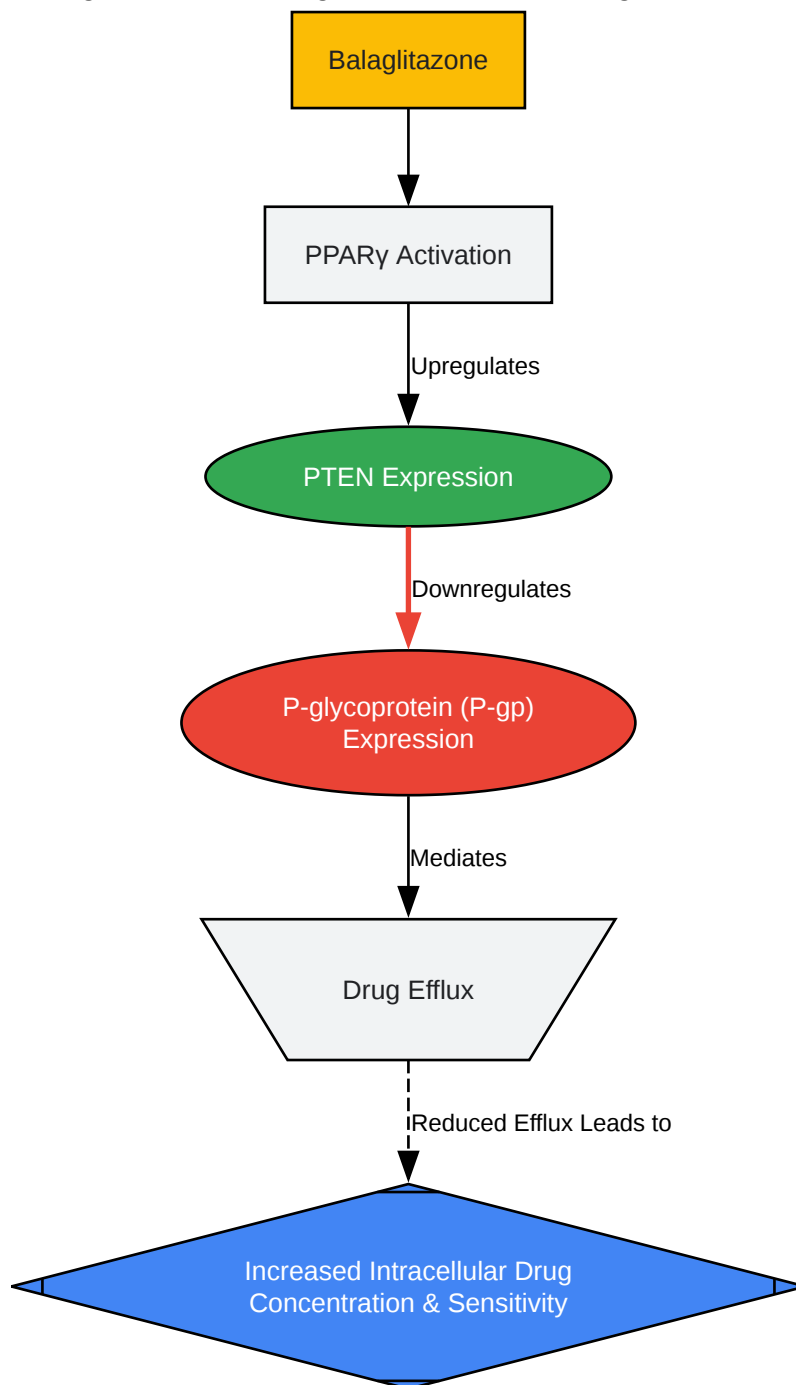 Balaglitazone
PPARγ Activation
Upregulates
PTEN Expression
Downregulates
P-glycoprotein (P-gp)
Expression
Mediates
Drug Efflux
Reduced Efflux Leads to
Increased Intracellular Drug
Concentration & Sensitivity